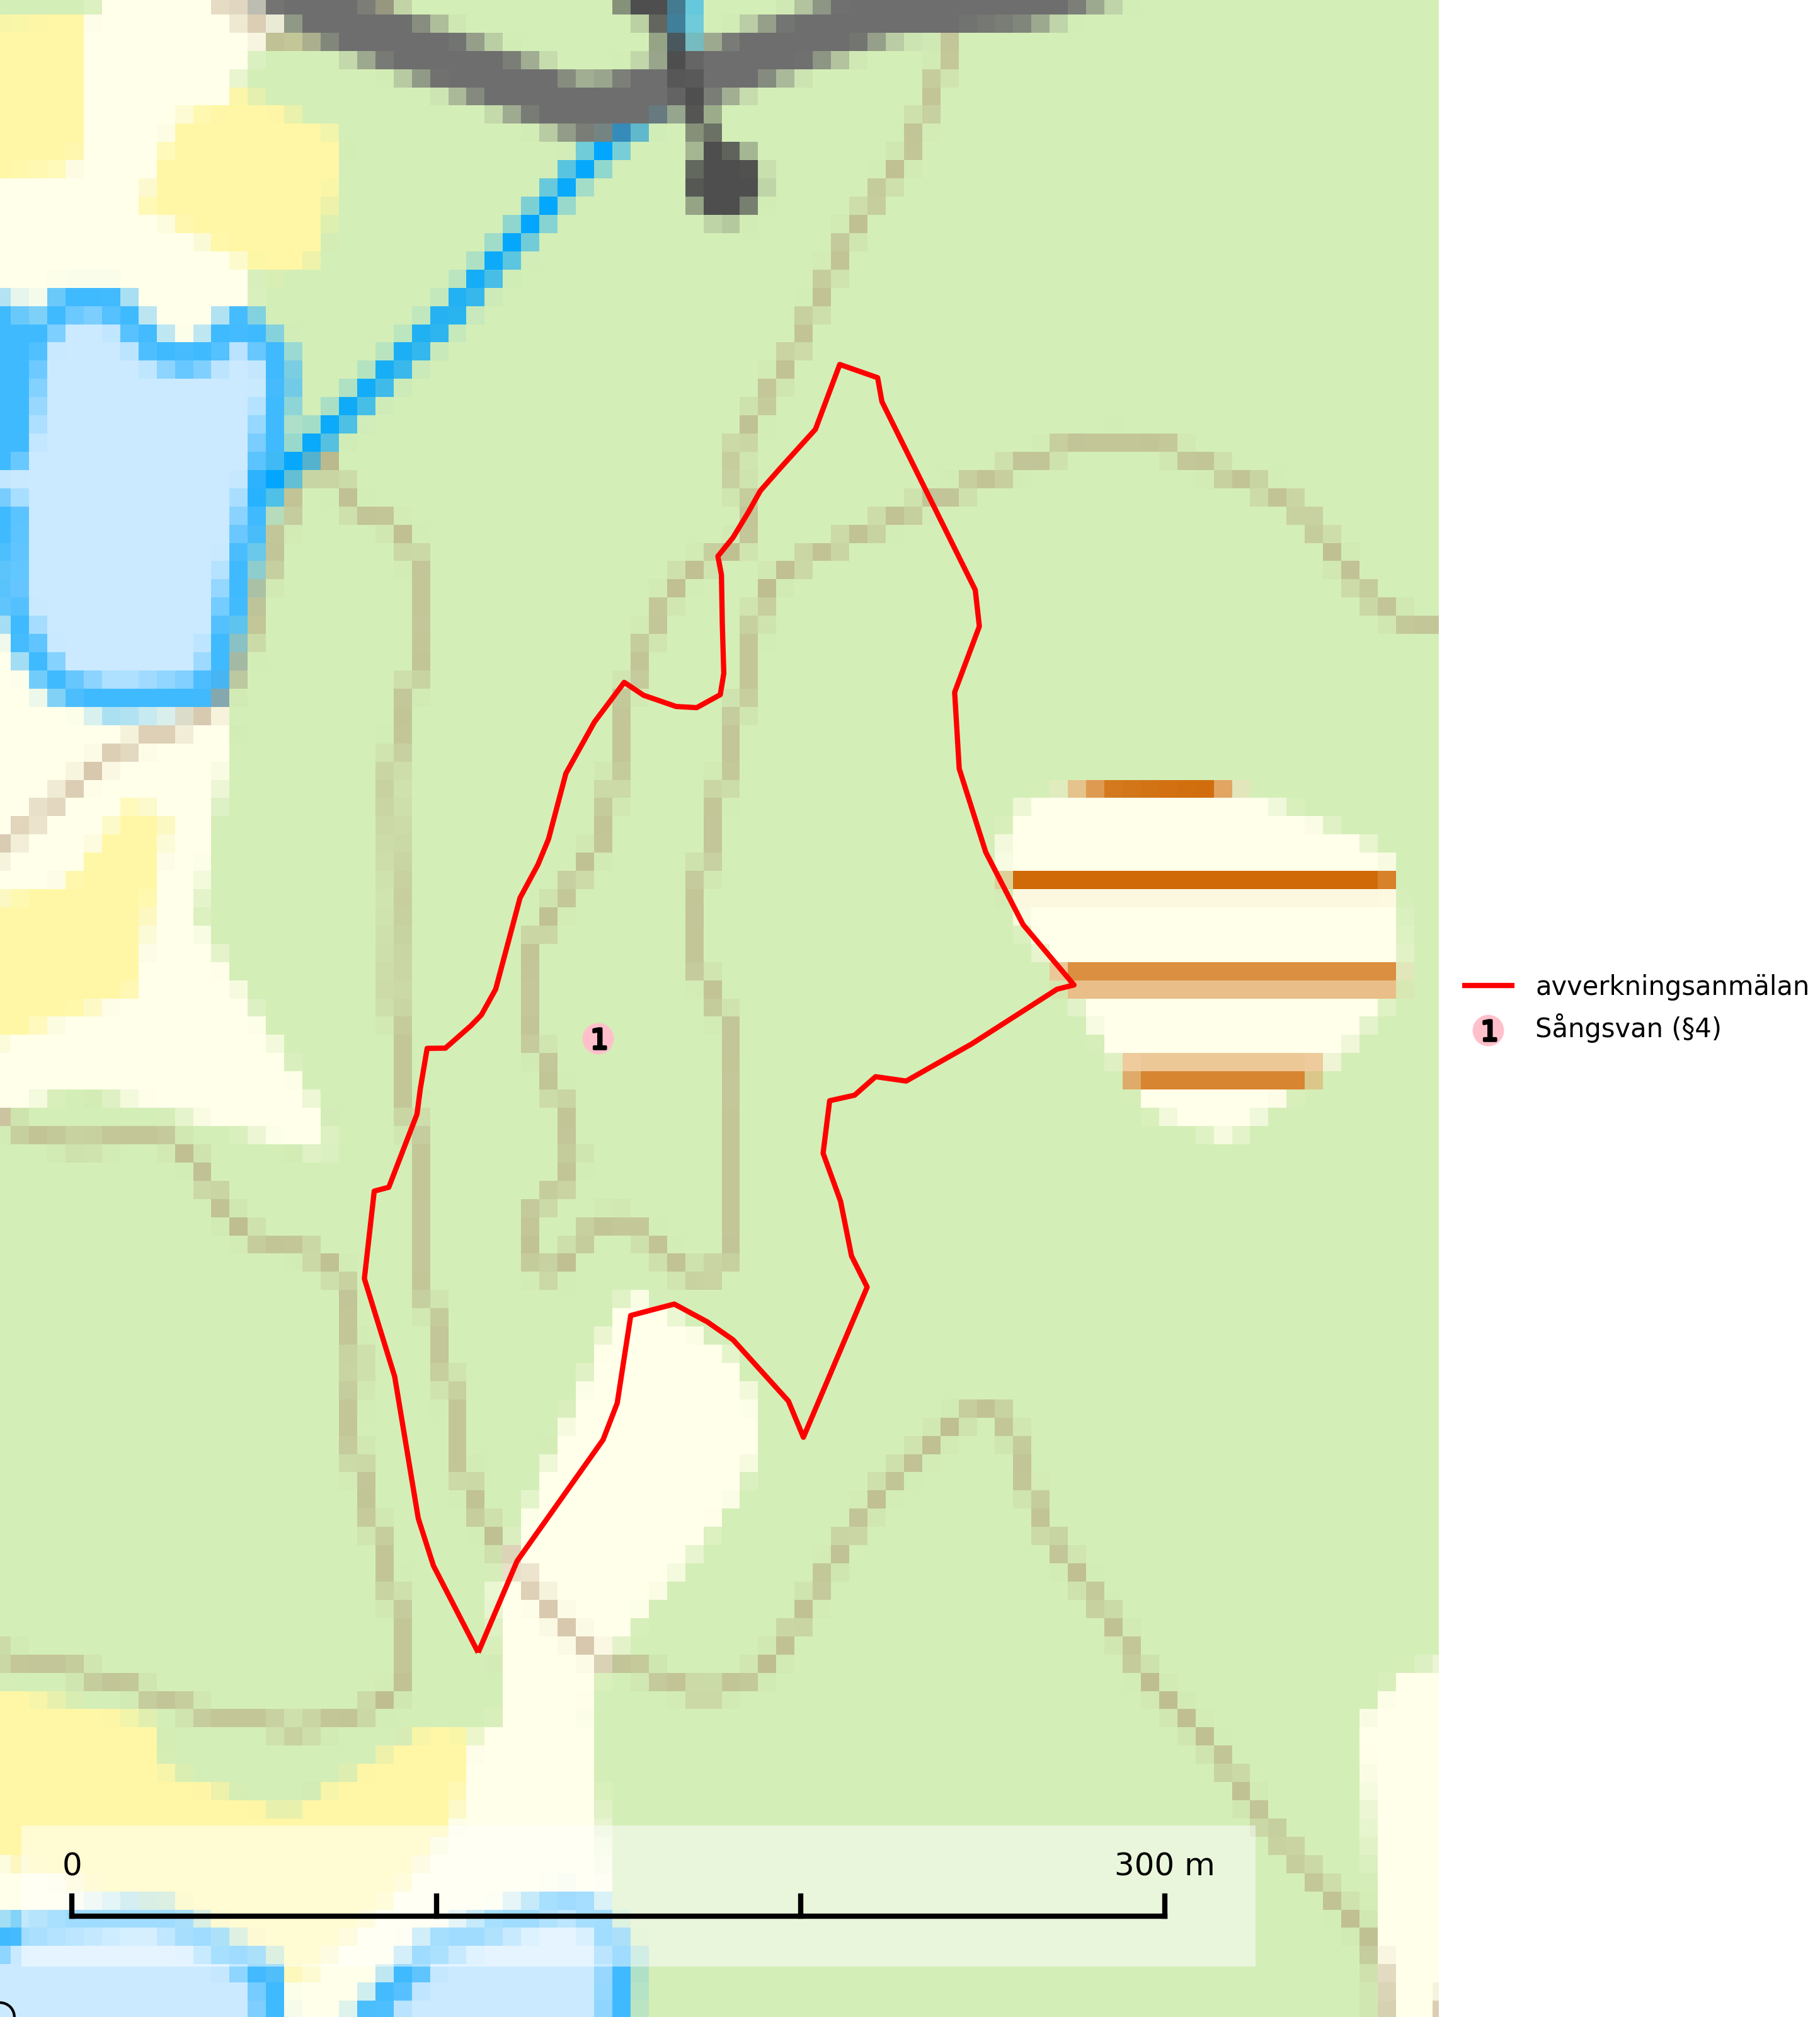 1
avverkningsanmälan
1 Sångsvan (§4)
0 300 m